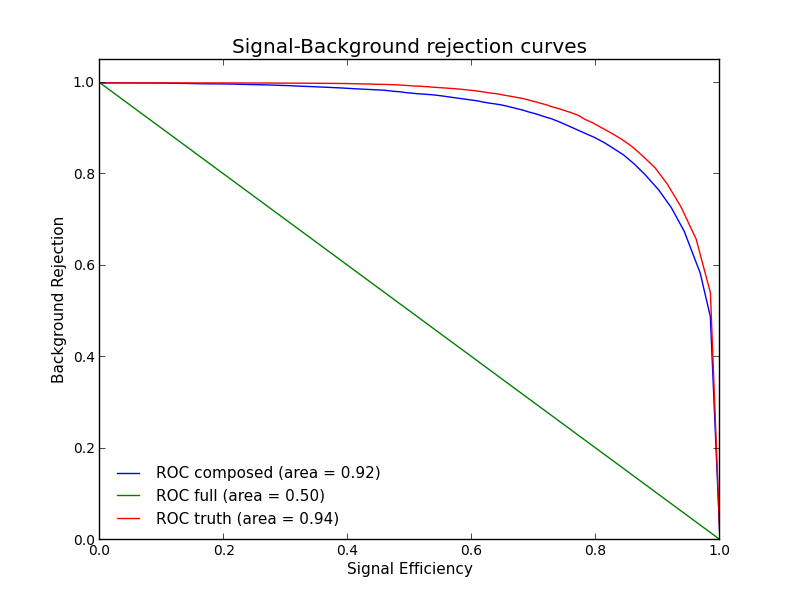 Signal-Background rejection curves
Background Rejection
1.0
0.8
0.6
0.4
0.2
0.0
ROC composed (area = 0.92)
ROC full (area = 0.50)
ROC truth (area = 0.94)
0.0 0.2 0.4 0.6 0.8 1.0
Signal Efficiency